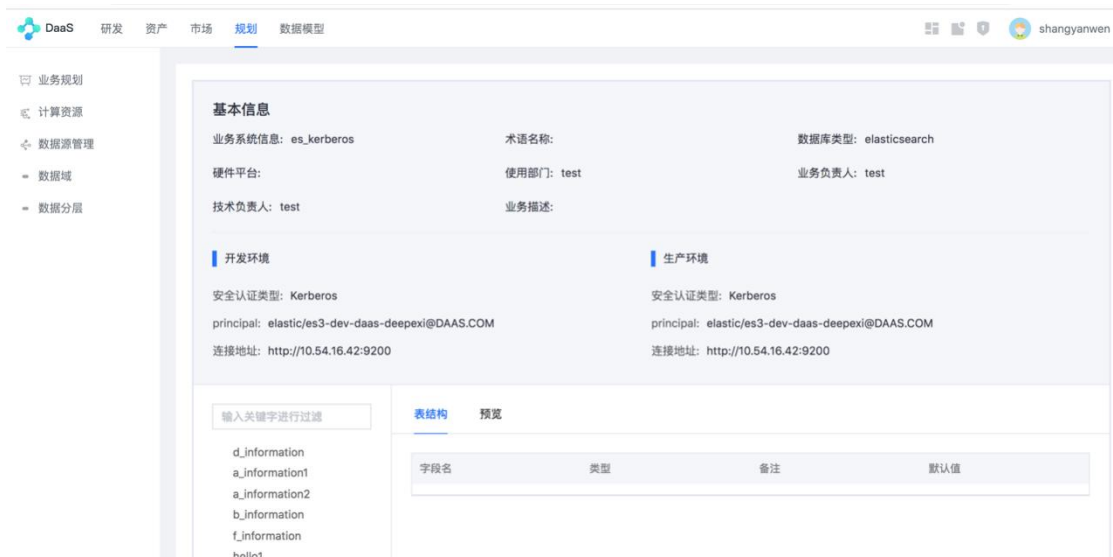 DaaS 研发 资产 市场 规划 数据模型 shangyanwen
业务规划
计算资源
数据源管理
数据域
数据分层
基本信息
业务系统信息: es_kerberos 术语名称: 数据库类型: elasticsearch
硬件平台: 使用部门: test 业务负责人: test
技术负责人: test 业务描述:
开发环境 生产环境
安全认证类型: Kerberos 安全认证类型: Kerberos
principal: elastic/es3-dev-daas-deepexi@DAAS.COM principal: elastic/es3-dev-daas-deepexi@DAAS.COM
连接地址: http://10.54.16.42:9200 连接地址: http://10.54.16.42:9200
输入关键字进行过滤 表结构 预览
d_information
字段名 类型 备注 默认值
a_information1
a_information2
b_information
f_information
hello1